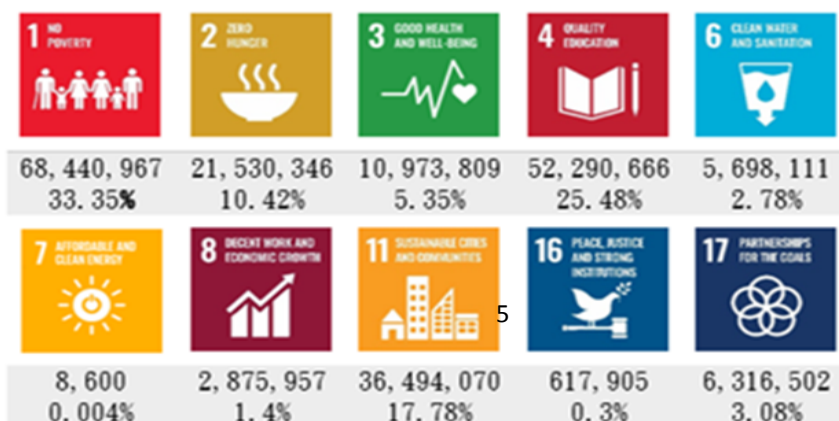 1 NO
POVERTY
2 ZERO
HUNGER
3 GOOD HEALTH
AND WELL-BEING
4 QUALITY
EDUCATION
6 CLEAN WATER
AND SANITATION
68, 440, 967
21, 530, 346
10, 973, 809
52, 290, 666
5, 698, 111
33. 35%
10. 42%
5. 35%
25. 48%
2. 78%
7 AFFORDABLE AND
CLEAN ENERGY
8 DECENT WORK AND
ECONOMIC GROWTH
11 SUSTAINABLE CITIES
AND COMMUNITIES
16 PEACE, JUSTICE
AND STRONG
INSTITUTIONS
17 PARTNERSHIPS
FOR THE GOALS
5
8, 600
2, 875, 957
36, 494, 070
617, 905
6, 316, 502
0. 004%
1. 4%
17. 78%
0. 3%
3. 08%